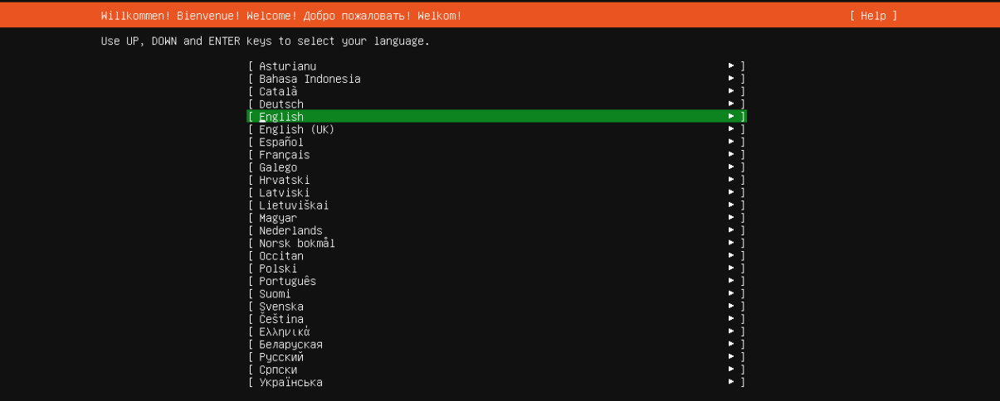 Willkommen! Bienvenue! Welcome! Добро пожаловать! Welkom! [ Help ]
Use UP, DOWN and ENTER keys to select your language.
[ Asturianu ► ]
[ Bahasa Indonesia ► ]
[ Català ► ]
[ Deutsch ► ]
[ English ► ]
[ English (UK) ► ]
[ Español ► ]
[ Français ► ]
[ Galego ► ]
[ Hrvatski ► ]
[ Latviski ► ]
[ Lietuviškai ► ]
[ Magyar ► ]
[ Nederlands ► ]
[ Norsk bokmål ► ]
[ Occitan ► ]
[ Polski ► ]
[ Português ► ]
[ Suomi ► ]
[ Svenska ► ]
[ Čeština ► ]
[ Ελληνικά ► ]
[ Беларуская ► ]
[ Русский ► ]
[ Српски ► ]
[ Українська ► ]